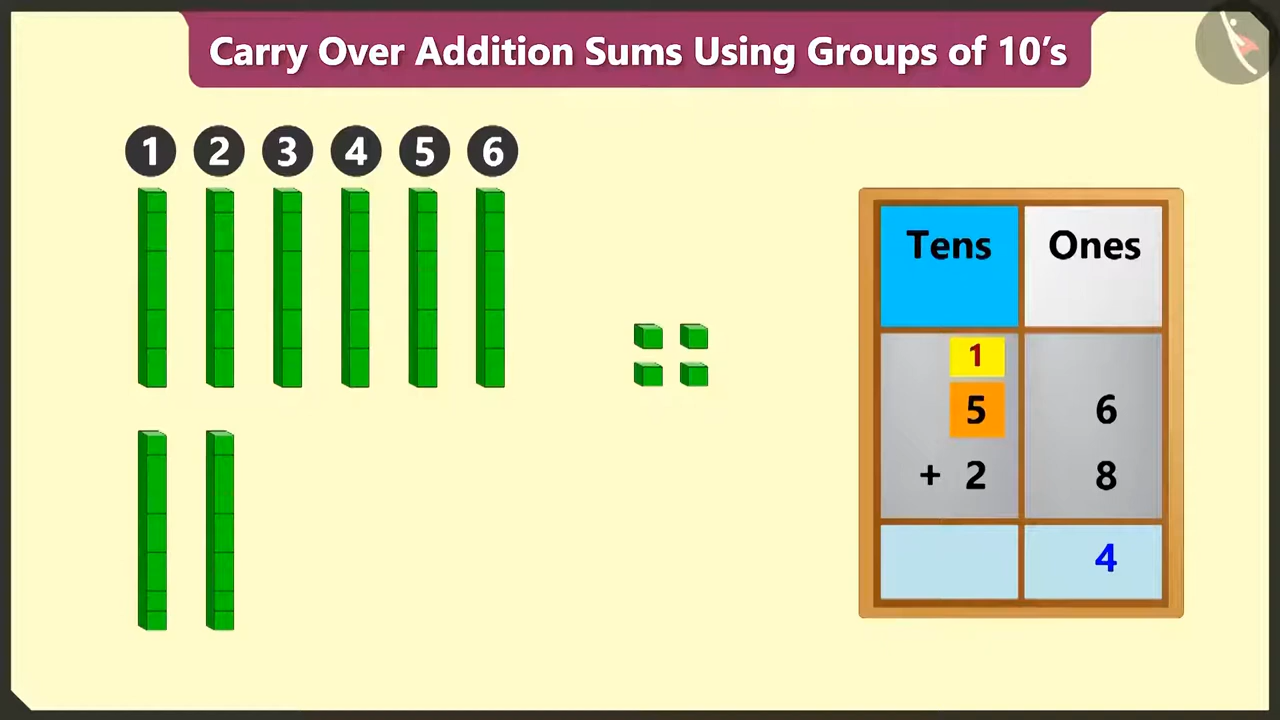 Carry Over Addition Sums Using Groups of 10’s
1 2 3 4 5 6
Tens Ones
1
5 6
+ 2 8
4